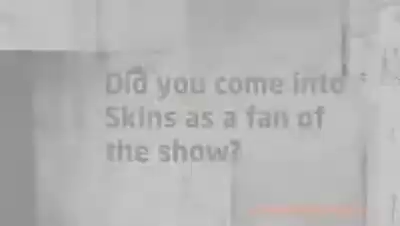 Did you come into
Skins as a fan of
the show?